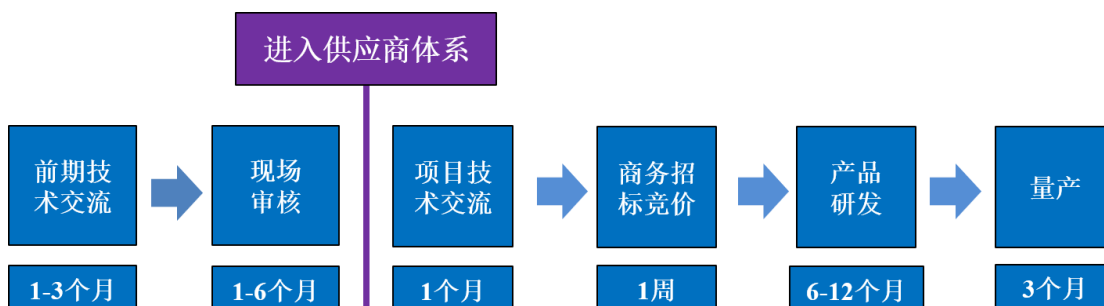 进入供应商体系
前期技
术交流
现场
审核
项目技
术交流
商务招
标竞价
产品
研发
量产
1-3个月
1-6个月
1个月
1周
6-12个月
3个月